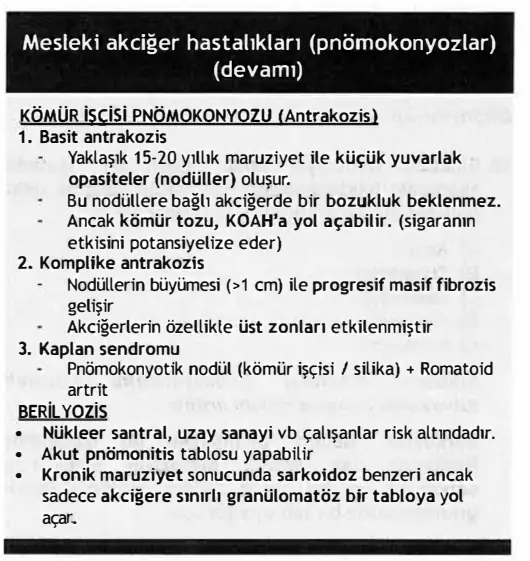 Mesleki akciğer hastalıkları (pnömokonyozlar)
(devamı)
KÖMÜR İŞÇİSİ PNÖMOKONYOZU (Antrakozis)
1. Basit antrakozis
- Yaklaşık 15-20 yıllık maruziyet ile küçük yuvarlak
opasiteler (nodüller) oluşur.
- Bu nodüllere bağlı akciğerde bir bozukluk beklenmez.
- Ancak kömür tozu, KOAH'a yol açabilir. (sigaranın
etkisini potansiyelize eder)
2. Komplike antrakozis
- Nodüllerin büyümesi (>1 cm) ile progresif masif fibrozis
gelişir
- Akciğerlerin özellikle üst zonları etkilenmiştir
3. Kaplan sendromu
- Pnömokonyotik nodül (kömür işçisi / silika) + Romatoid
artrit
BERİLYOZİS
• Nükleer santral, uzay sanayi vb çalışanlar risk altındadır.
• Akut pnömonitis tablosu yapabilir
• Kronik maruziyet sonucunda sarkoidoz benzeri ancak
sadece akciğere sınırlı granülomatöz bir tabloya yol
açar.